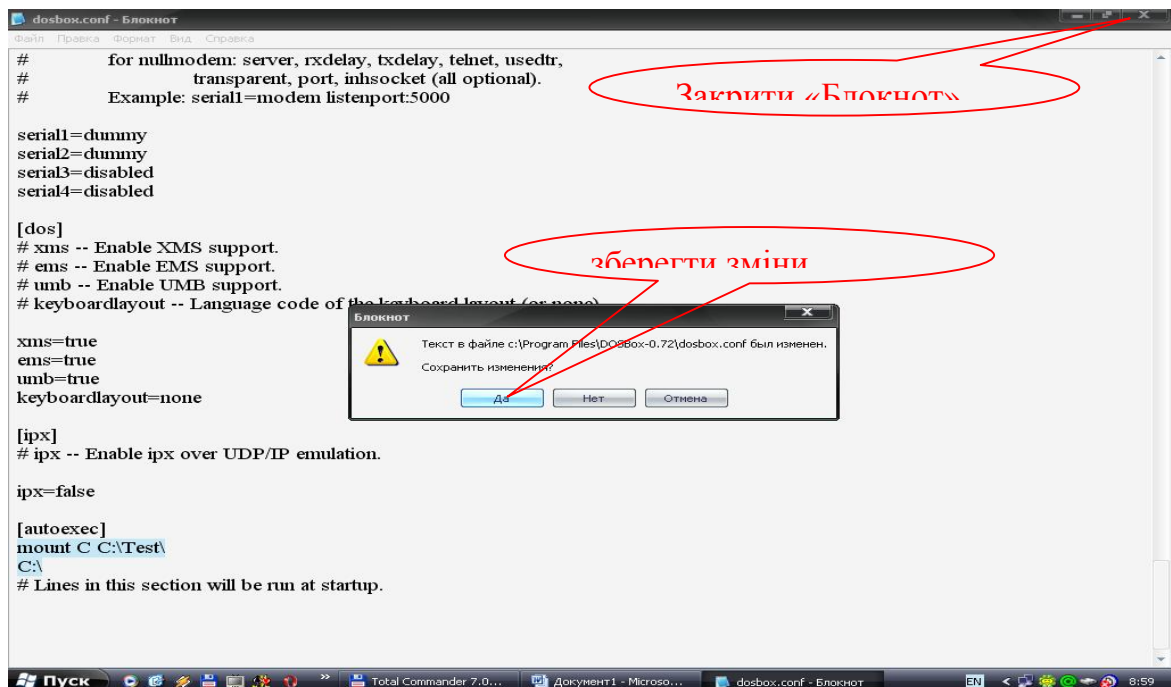 dosbox.conf - Блокнот
Файл Правка Формат Вид Справка
# for nullmodem: server, rxdelay, txdelay, telnet, usedtr,
# transparent, port, inhsocket (all optional).
# Example: serial1=modem listenport:5000
Закрити «Блокнот»
serial1=dummy
serial2=dummy
serial3=disabled
serial4=disabled
[dos]
# xms -- Enable XMS support.
# ems -- Enable EMS support.
# umb -- Enable UMB support.
# keyboardlayout -- Language code of the keyboard layout (or none).
зберегти зміни
Блокнот
Текст в файле c:\Program Files\DOSBox-0.72\dosbox.conf был изменен.
Сохранить изменения?
Да Нет Отмена
xms=true
ems=true
umb=true
keyboardlayout=none
[ipx]
# ipx -- Enable ipx over UDP/IP emulation.
ipx=false
[autoexec]
mount C C:\Test\
C:\
# Lines in this section will be run at startup.
Пуск » Total Commander 7.0... Документ1 - Microso... dosbox.conf - Блокнот EN < 8:59